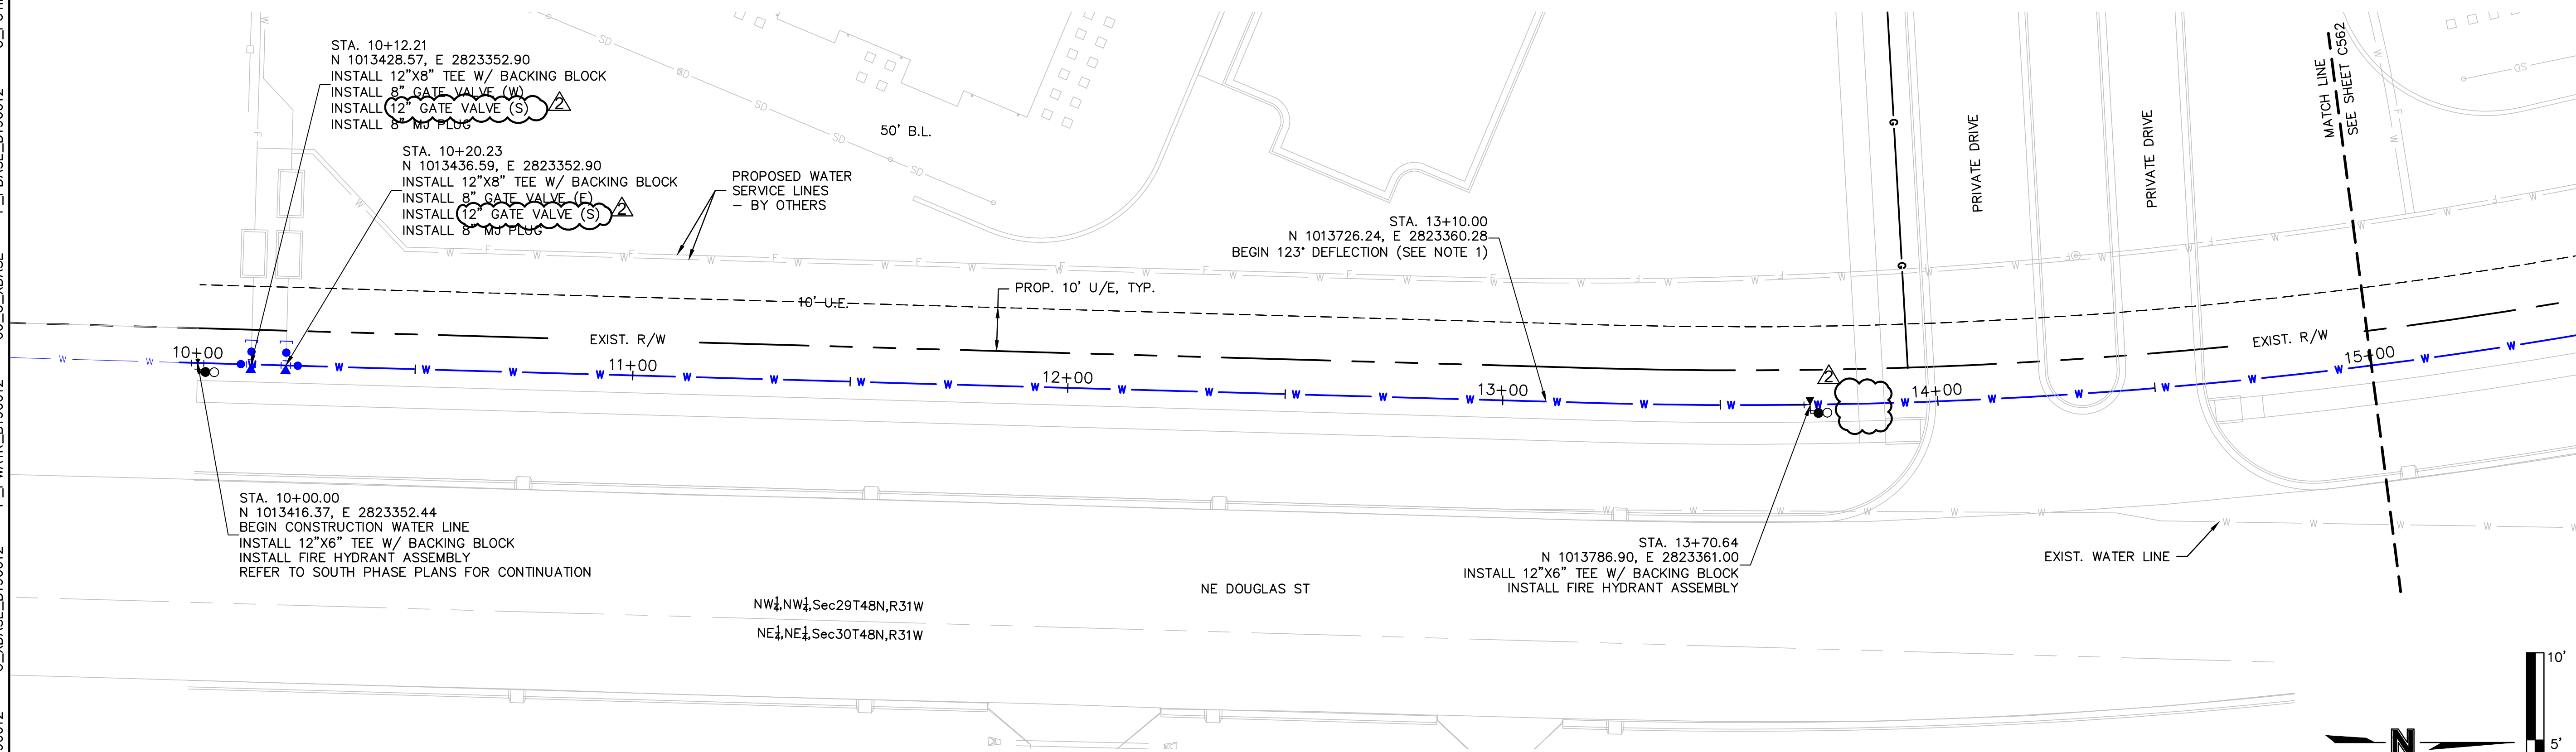 STA. 10+12.21
N 1013428.57, E 2823352.90
INSTALL 12"X8" TEE W/ BACKING BLOCK
INSTALL 8" GATE VALVE (W)
INSTALL 12" GATE VALVE (S)
2
INSTALL 8" MJ PLUG
STA. 10+20.23
N 1013436.59, E 2823352.90
INSTALL 12"X8" TEE W/ BACKING BLOCK
INSTALL 8" GATE VALVE (E)
INSTALL 12" GATE VALVE (S)
2
INSTALL 8" MJ PLUG
PROPOSED WATER
SERVICE LINES
- BY OTHERS
50' B.L.
STA. 13+10.00
N 1013726.24, E 2823360.28
BEGIN 123° DEFLECTION (SEE NOTE 1)
PRIVATE DRIVE
PRIVATE DRIVE
MATCH LINE
SEE SHEET C562
10' U.E.
PROP. 10' U/E, TYP.
EXIST. R/W
EXIST. R/W
10+00
11+00
12+00
13+00
2
14+00
15+00
STA. 10+00.00
N 1013416.37, E 2823352.44
BEGIN CONSTRUCTION WATER LINE
INSTALL 12"X6" TEE W/ BACKING BLOCK
INSTALL FIRE HYDRANT ASSEMBLY
REFER TO SOUTH PHASE PLANS FOR CONTINUATION
STA. 13+70.64
N 1013786.90, E 2823361.00
INSTALL 12"X6" TEE W/ BACKING BLOCK
INSTALL FIRE HYDRANT ASSEMBLY
EXIST. WATER LINE
NE DOUGLAS ST
NW¼,NW¼,Sec29T48N,R31W
NE¼,NE¼,Sec30T48N,R31W
10'
5'
N